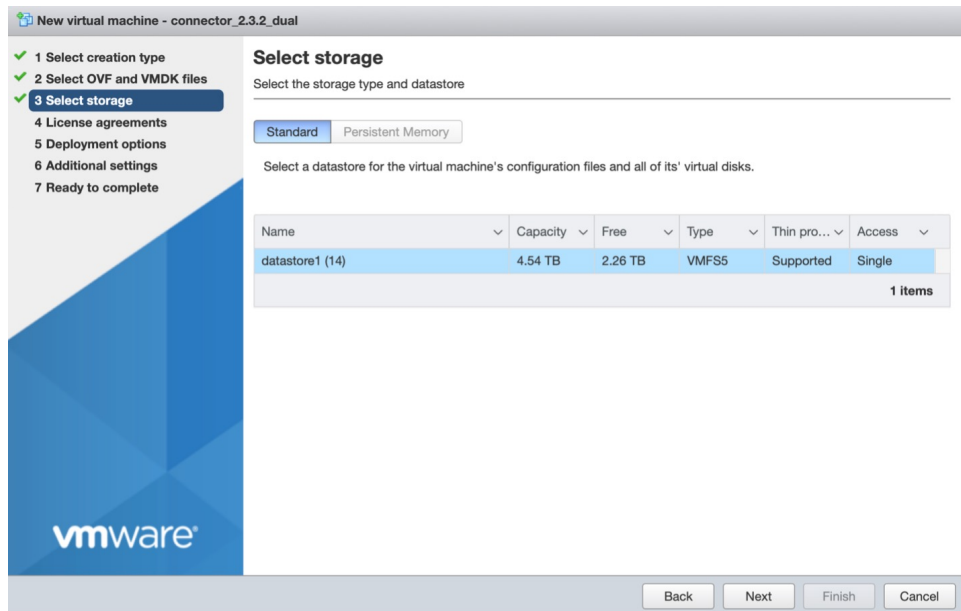 New virtual machine - connector_2.3.2_dual
1 Select creation type
2 Select OVF and VMDK files
3 Select storage
4 License agreements
5 Deployment options
6 Additional settings
7 Ready to complete
vmware®
Select storage
Select the storage type and datastore
Standard Persistent Memory
Select a datastore for the virtual machine's configuration files and all of its' virtual disks.
Name Capacity Free Type Thin pro... Access
datastore1 (14) 4.54 TB 2.26 TB VMFS5 Supported Single
1 items
Back Next Finish Cancel